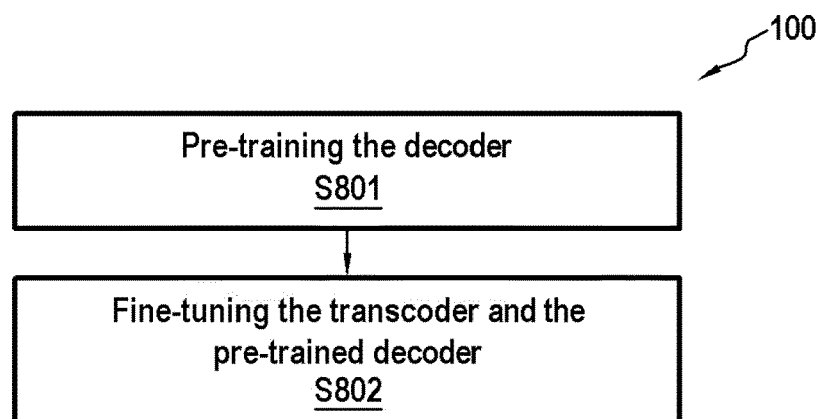 100
Pre-training the decoder
S801
Fine-tuning the transcoder and the
pre-trained decoder
S802